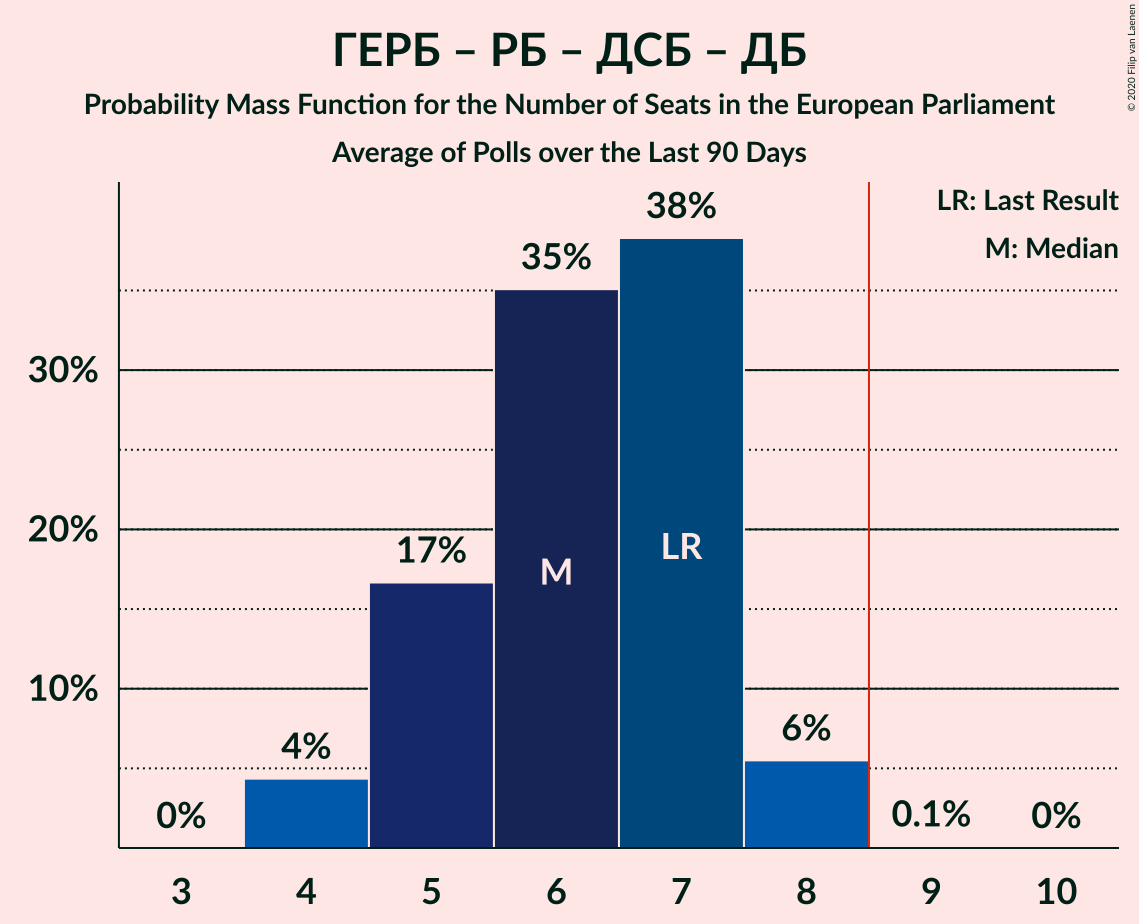 ГЕРБ – РБ – ДСБ – ДБ
Probability Mass Function for the Number of Seats in the European Parliament
Average of Polls over the Last 90 Days
© 2020 Filip van Laenen
LR: Last Result
M: Median
38%
35%
30%
20%
17%
M
LR
10%
4%
6%
0%
0.1%
0%
3 4 5 6 7 8 9 10